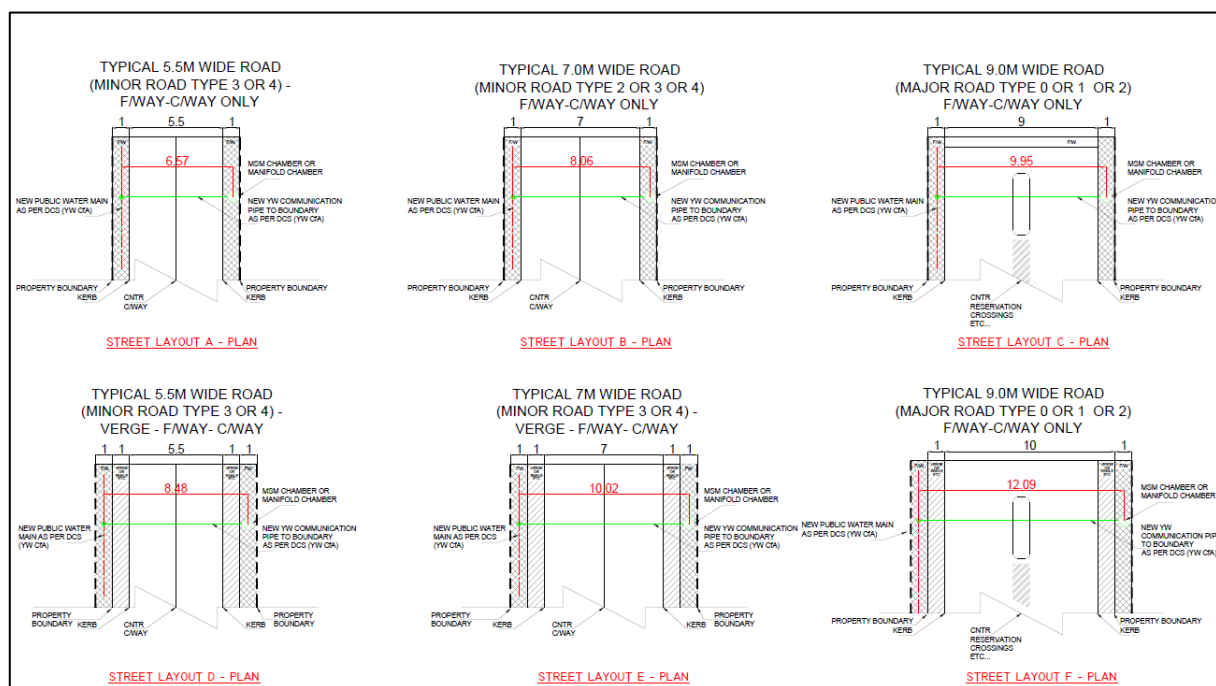 TYPICAL 5.5M WIDE ROAD
(MINOR ROAD TYPE 3 OR 4) -
F/WAY-C/WAY ONLY
1 5.5 1
F/W F/W
6.57
MSM CHAMBER OR
MANIFOLD CHAMBER
NEW PUBLIC WATER MAIN
AS PER DCS (YW CfA)
NEW YW COMMUNICATION
PIPE TO BOUNDARY
AS PER DCS (YW CfA)
PROPERTY BOUNDARY
KERB
CNTR
C/WAY
PROPERTY BOUNDARY
KERB
STREET LAYOUT A - PLAN
TYPICAL 7.0M WIDE ROAD
(MINOR ROAD TYPE 2 OR 3 OR 4)
F/WAY-C/WAY ONLY
1 7 1
F/W F/W
8.06
MSM CHAMBER OR
MANIFOLD CHAMBER
NEW PUBLIC WATER MAIN
AS PER DCS (YW CfA)
NEW YW COMMUNICATION
PIPE TO BOUNDARY
AS PER DCS (YW CfA)
PROPERTY BOUNDARY
KERB
CNTR
C/WAY
PROPERTY BOUNDARY
KERB
STREET LAYOUT B - PLAN
TYPICAL 9.0M WIDE ROAD
(MAJOR ROAD TYPE 0 OR 1 OR 2)
F/WAY-C/WAY ONLY
1 9 1
F/W F/W
9.95
MSM CHAMBER OR
MANIFOLD CHAMBER
NEW PUBLIC WATER MAIN
AS PER DCS (YW CfA)
NEW YW COMMUNICATION
PIPE TO BOUNDARY
AS PER DCS (YW CfA)
PROPERTY BOUNDARY
KERB
CNTR
RESERVATION
CROSSINGS
ETC...
PROPERTY BOUNDARY
KERB
STREET LAYOUT C - PLAN
TYPICAL 5.5M WIDE ROAD
(MINOR ROAD TYPE 3 OR 4) -
VERGE - F/WAY- C/WAY
1 1 5.5 1 1
F/W F/W
8.48
MSM CHAMBER OR
MANIFOLD CHAMBER
NEW PUBLIC WATER
MAIN AS PER DCS
(YW CfA)
NEW YW COMMUNICATION
PIPE TO BOUNDARY
AS PER DCS (YW CfA)
PROPERTY
BOUNDARY
KERB
CNTR
C/WAY
KERB
PROPERTY
BOUNDARY
STREET LAYOUT D - PLAN
TYPICAL 7M WIDE ROAD
(MINOR ROAD TYPE 3 OR 4) -
VERGE - F/WAY- C/WAY
1 1 7 1 1
F/W F/W
10.02
MSM CHAMBER OR
MANIFOLD CHAMBER
NEW PUBLIC WATER
MAIN AS PER DCS
(YW CfA)
NEW YW COMMUNICATION
PIPE TO BOUNDARY
AS PER DCS (YW CfA)
PROPERTY
BOUNDARY
KERB
CNTR
C/WAY
KERB
PROPERTY
BOUNDARY
STREET LAYOUT E - PLAN
TYPICAL 9.0M WIDE ROAD
(MAJOR ROAD TYPE 0 OR 1 OR 2)
F/WAY-C/WAY ONLY
1 10 1
F/W F/W
12.09
MSM CHAMBER OR
MANIFOLD CHAMBER
NEW PUBLIC WATER MAIN
AS PER DCS (YW CfA)
NEW YW
COMMUNICATION PIPE
TO BOUNDARY
AS PER DCS (YW CfA)
PROPERTY BOUNDARY
KERB
CNTR
RESERVATION
CROSSINGS
ETC...
KERB
PROPERTY
BOUNDARY
STREET LAYOUT F - PLAN